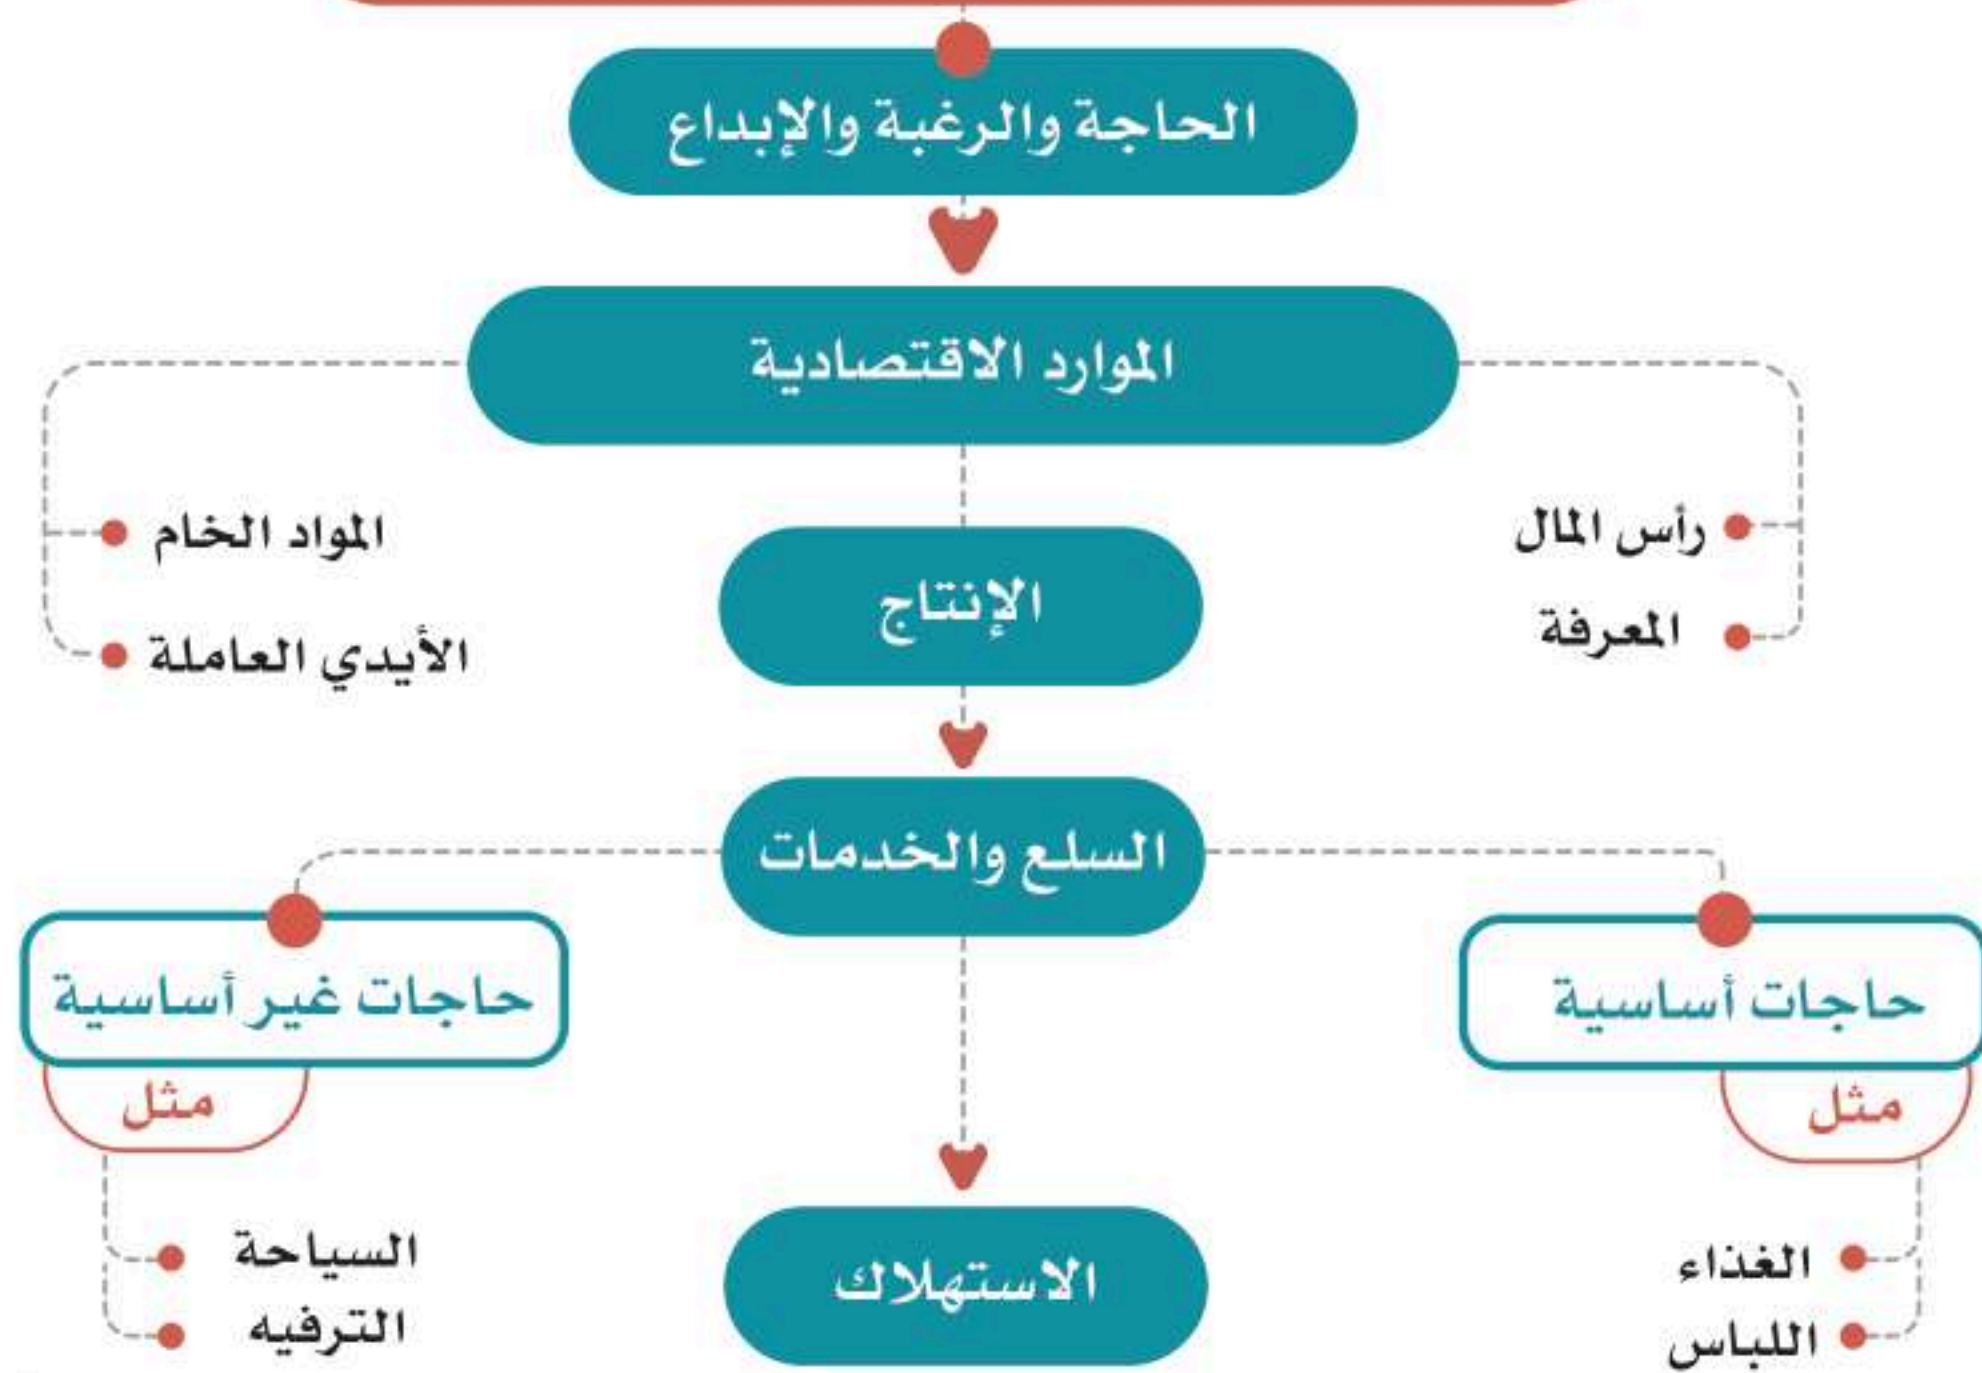 الحاجة والرغبة والإبداع
الموارد الاقتصادية
رأس المال
المعرفة
المواد الخام
الأيدي العاملة
الإنتاج
السلع والخدمات
حاجات أساسية
مثل
الغذاء
اللباس
حاجات غير أساسية
مثل
السياحة
الترفيه
الاستهلاك